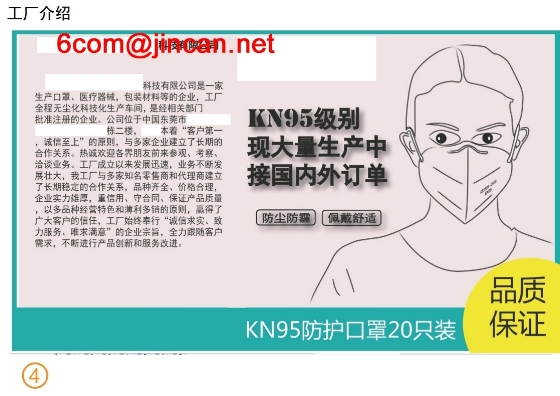 工厂介绍
6com@jincan.net
科技有限公司
科技有限公司是一家
生产口罩、医疗器械，包装材料等的企业，工厂
全程无尘化科技化生产车间，是经相关部门
批准注册的企业。公司位于中国东莞市
栋二楼， 本着“客户第一
，诚信至上”的原则，与多家企业建立了长期的
合作关系。热诚欢迎各界朋友前来参观、考察、
洽谈业务。工厂成立以来发展迅速，业务不断发
展壮大，我工厂与多家知名零售商和代理商建立
了长期稳定的合作关系，品种齐全、价格合理，
企业实力雄厚，重信用、守合同、保证产品质量
，以多品种经营特色和薄利多销的原则，赢得了
广大客户的信任，工厂始终奉行“诚信求实、致
力服务、唯求满意”的企业宗旨，全力跟随客户
需求，不断进行产品创新和服务改进。
KN95级别
现大量生产中
接国内外订单
防尘防霾 佩戴舒适
品质
保证
KN95防护口罩20只装
④